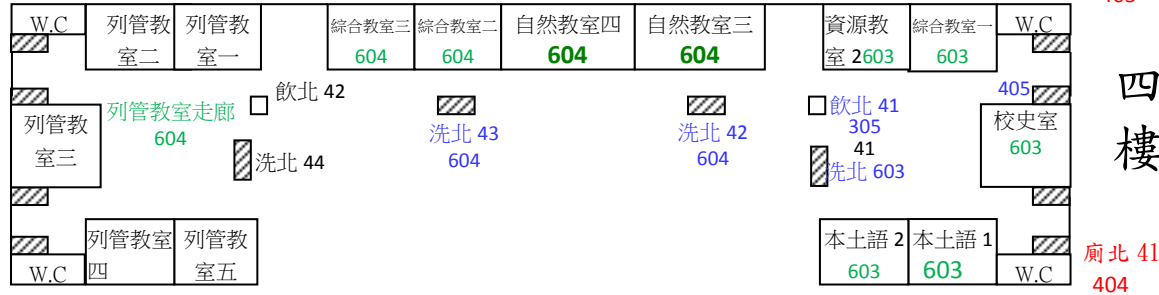 W.C
列管教
室二
列管教
室一
綜合教室三
604
綜合教室二
604
自然教室四
604
自然教室三
604
資源教
室 2603
綜合教室一
603
W.C
列管教
室三
列管教室走廊
604
飲北 42
洗北 44
洗北 43
604
洗北 42
604
飲北 41
305
41
洗北 603
405
校史室
603
四
樓
列管教室
四
列管教
室五
本土語 2
603
本土語 1
603
W.C
W.C
廁北 41
404